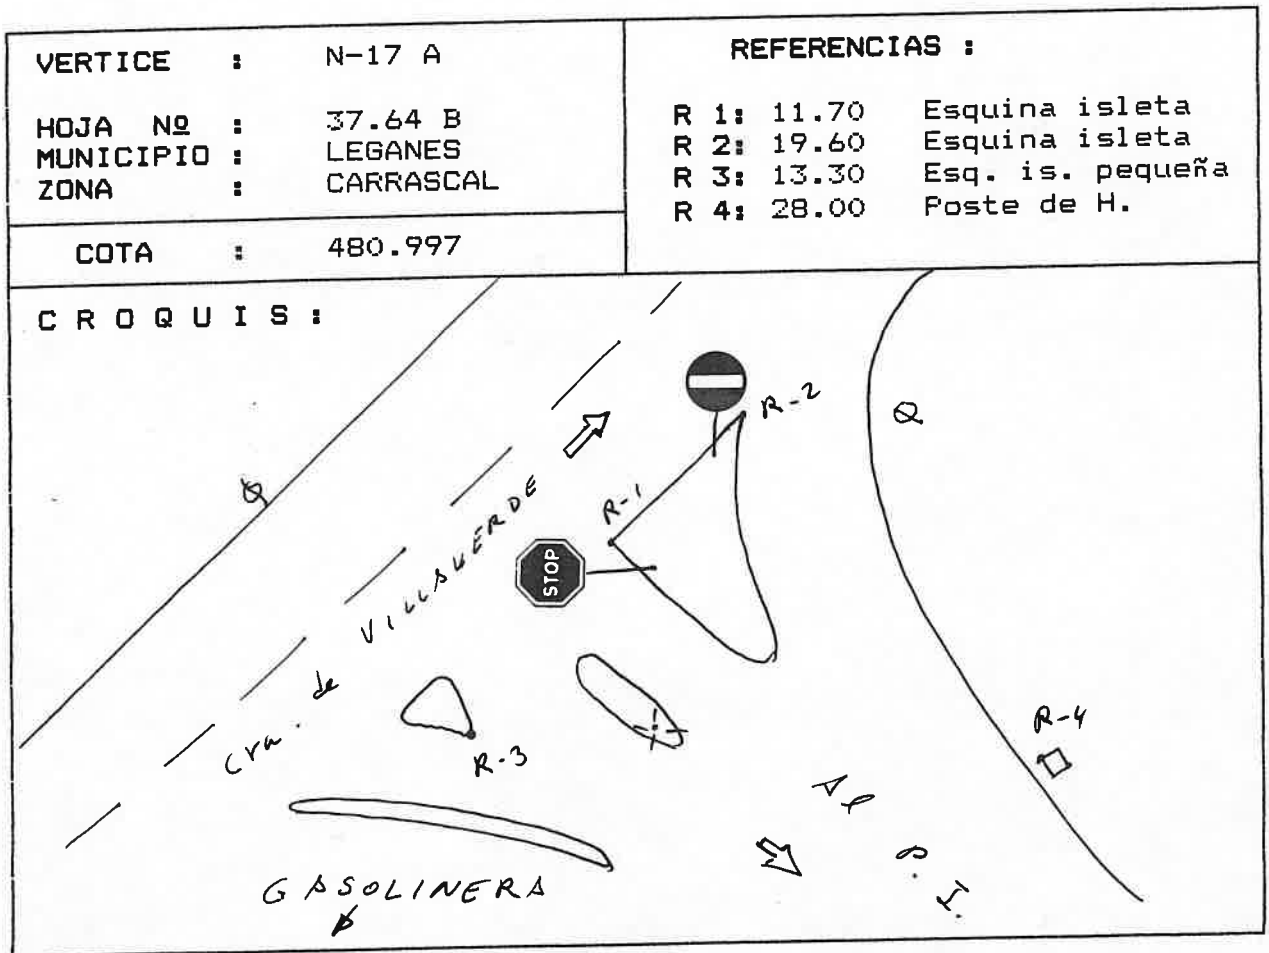 VERTICE : N-17 A
HOJA Nº : 37.64 B
MUNICIPIO : LEGANES
ZONA : CARRASCAL
COTA : 480.997
REFERENCIAS :
R 1: 11.70 Esquina isleta
R 2: 19.60 Esquina isleta
R 3: 13.30 Esq. is. pequeña
R 4: 28.00 Poste de H.
CROQUIS :
R-2
R-1
STOP
Cra. de VILLAVERDE
R-3
R-4
Al P. I.
GASOLINERA